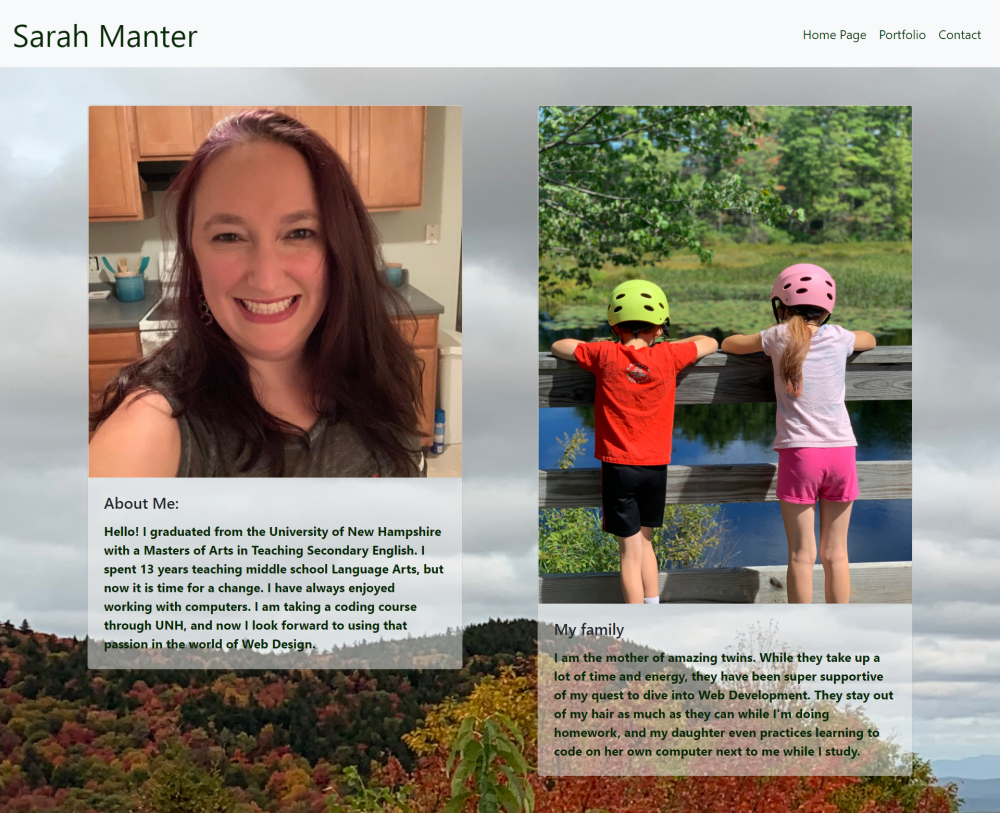 Sarah Manter
Home Page Portfolio Contact
About Me:
Hello! I graduated from the University of New Hampshire
with a Masters of Arts in Teaching Secondary English. I
spent 13 years teaching middle school Language Arts, but
now it is time for a change. I have always enjoyed
working with computers. I am taking a coding course
through UNH, and now I look forward to using that
passion in the world of Web Design.
My family
I am the mother of amazing twins. While they take up a
lot of time and energy, they have been super supportive
of my quest to dive into Web Development. They stay out
of my hair as much as they can while I'm doing
homework, and my daughter even practices learning to
code on her own computer next to me while I study.